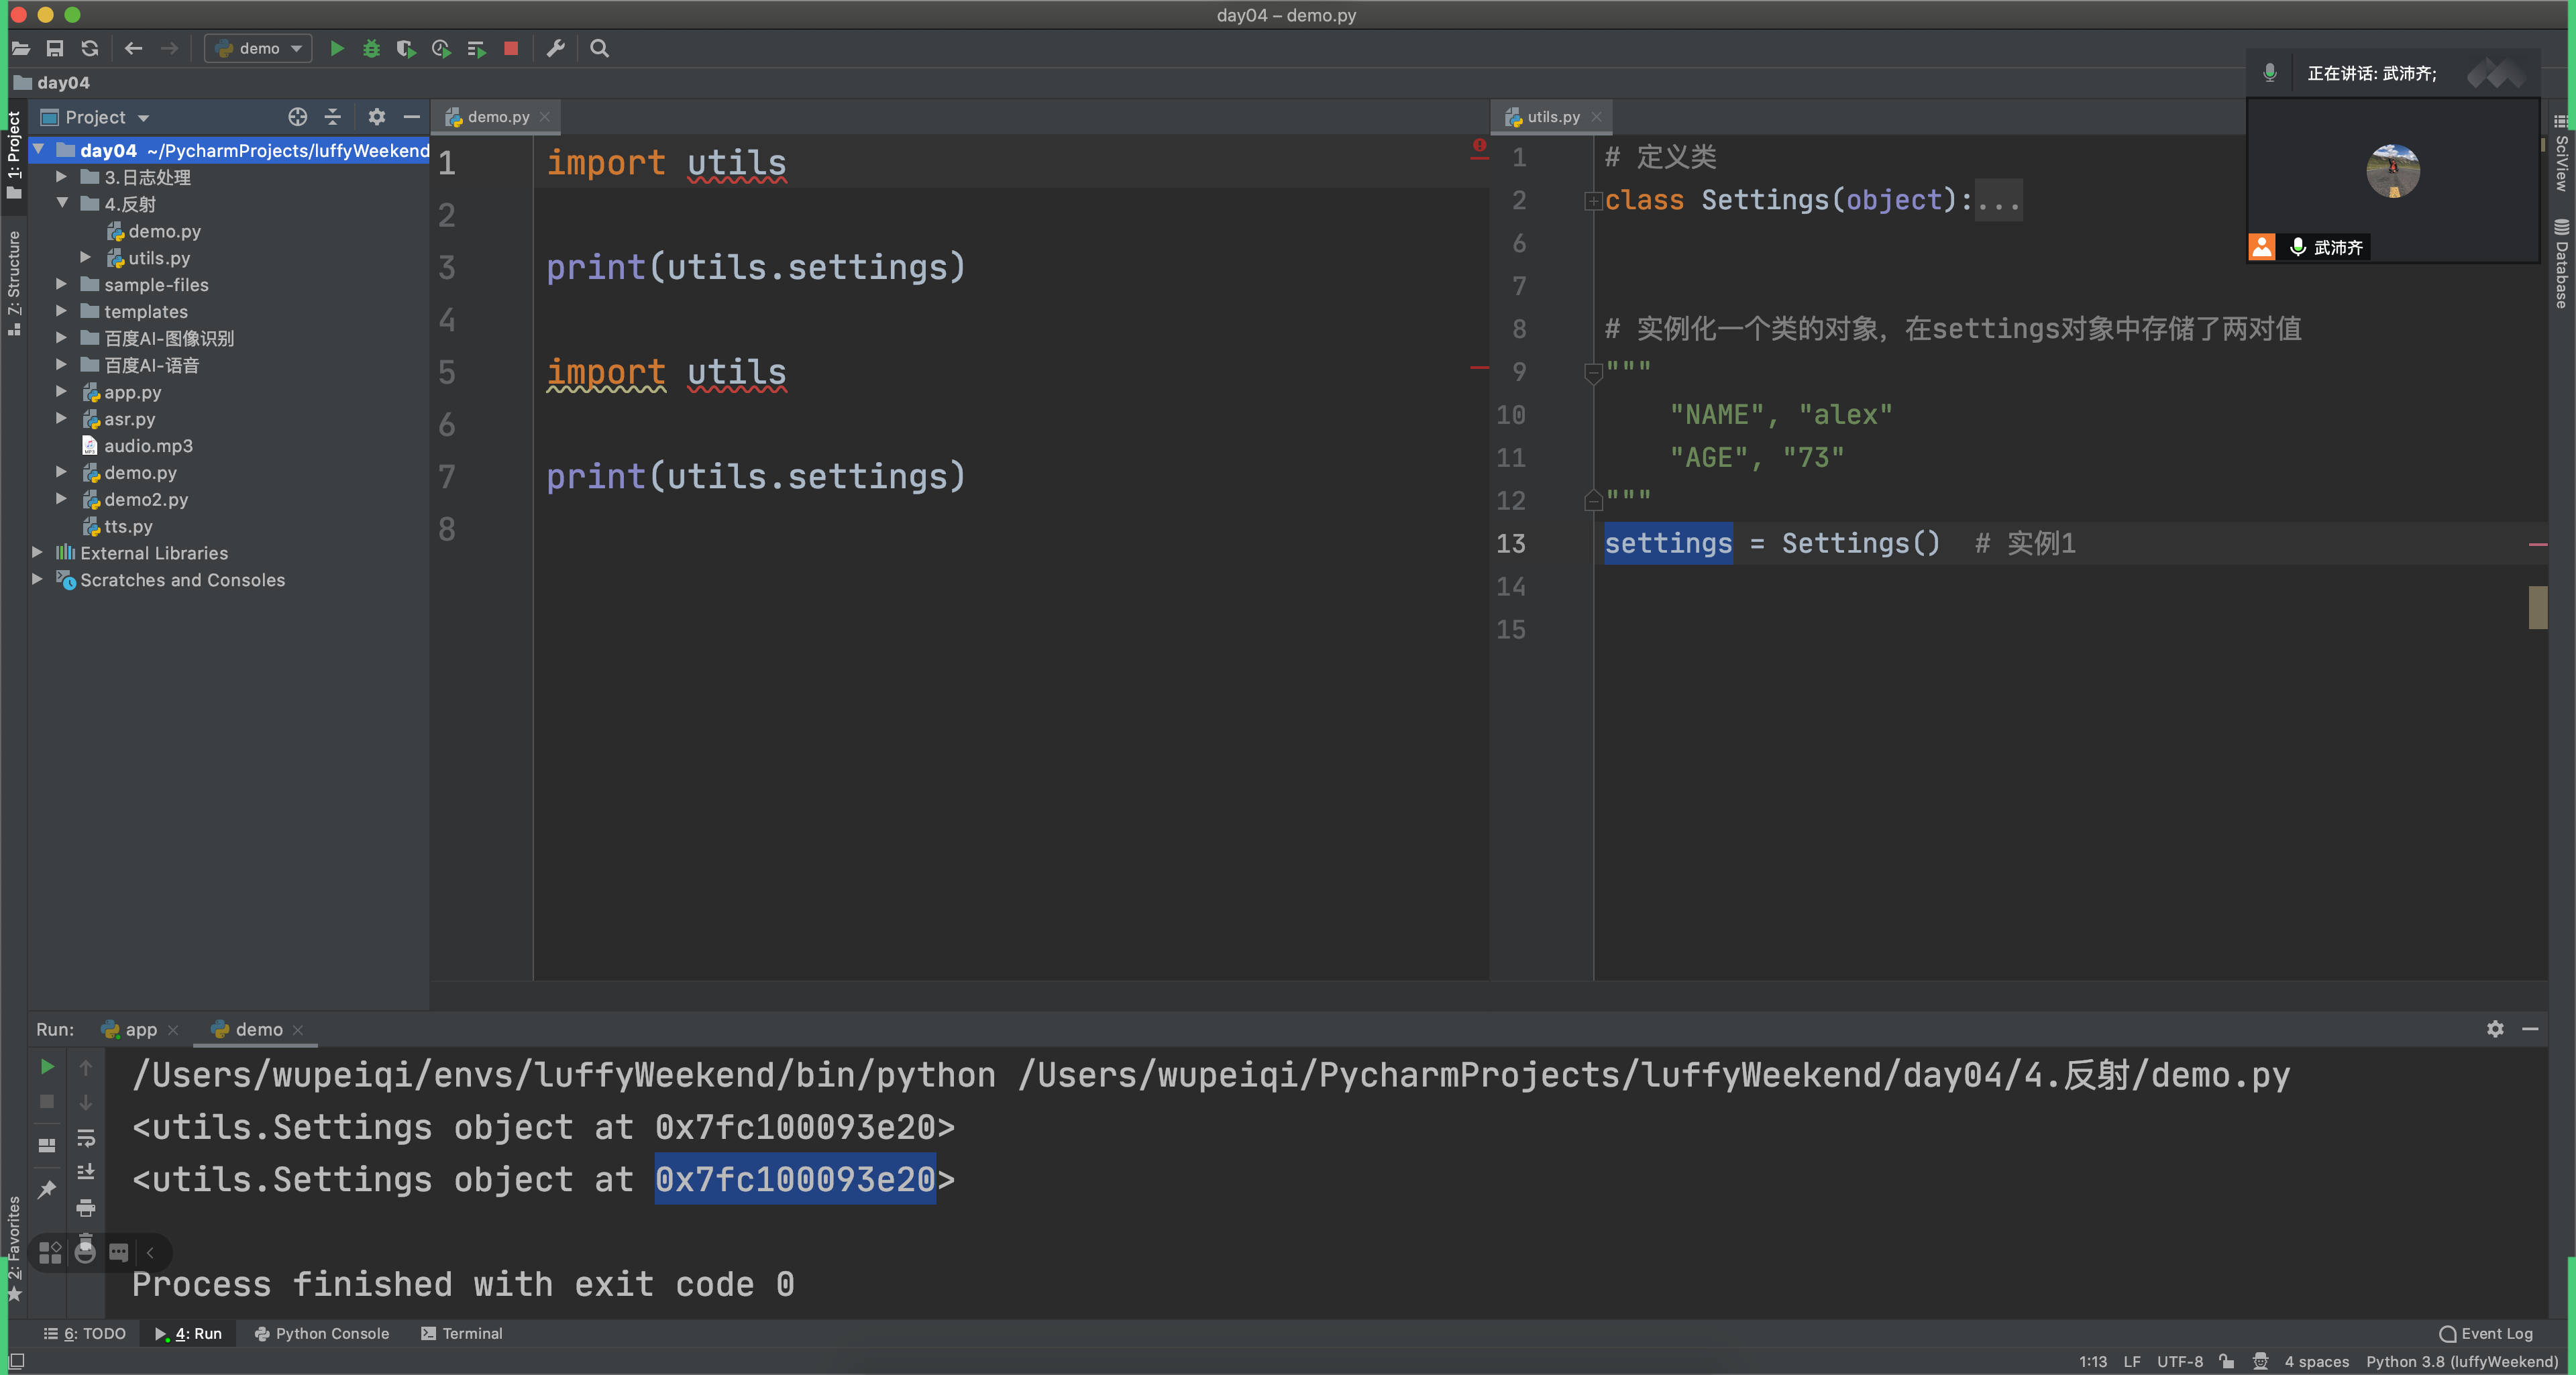 day04 – demo.py
demo
day04
正在讲话: 武沛齐;
武沛齐
1: Project
Z: Structure
2: Favorites
SciView
Database
Project
day04 ~/PycharmProjects/luffyWeekend
3.日志处理
4.反射
demo.py
utils.py
sample-files
templates
百度AI-图像识别
百度AI-语音
app.py
asr.py
audio.mp3
demo.py
demo2.py
tts.py
External Libraries
Scratches and Consoles
demo.py
1 import utils
2
3 print(utils.settings)
4
5 import utils
6
7 print(utils.settings)
8
utils.py
1 # 定义类
2 class Settings(object):...
6
7
8 # 实例化一个类的对象，在settings对象中存储了两对值
9 """
10 "NAME", "alex"
11 "AGE", "73"
12 """
13 settings = Settings() # 实例1
14
15
Run: app demo
/Users/wupeiqi/envs/luffyWeekend/bin/python /Users/wupeiqi/PycharmProjects/luffyWeekend/day04/4.反射/demo.py
<utils.Settings object at 0x7fc100093e20>
<utils.Settings object at 0x7fc100093e20>
Process finished with exit code 0
6: TODO 4: Run Python Console Terminal Event Log
1:13 LF UTF-8 4 spaces Python 3.8 (luffyWeekend)